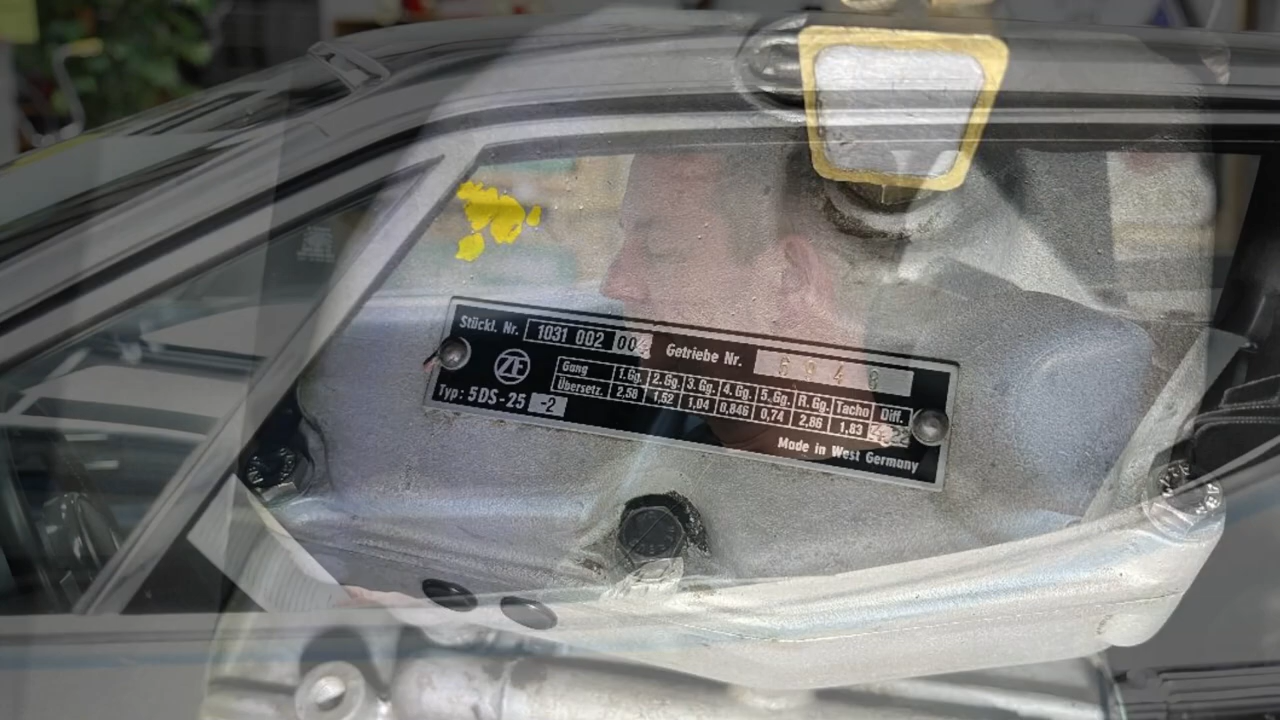 Stückl. Nr. 1031 002 004 Getriebe Nr. 6948
ZF
Gang 1.Gg. 2.Gg. 3.Gg. 4.Gg. 5.Gg. R.Gg. Tacho Diff.
Übersetz. 2,58 1,52 1,04 0,846 0,74 2,86 1,83
Typ: 5DS-25 -2
Made in West Germany